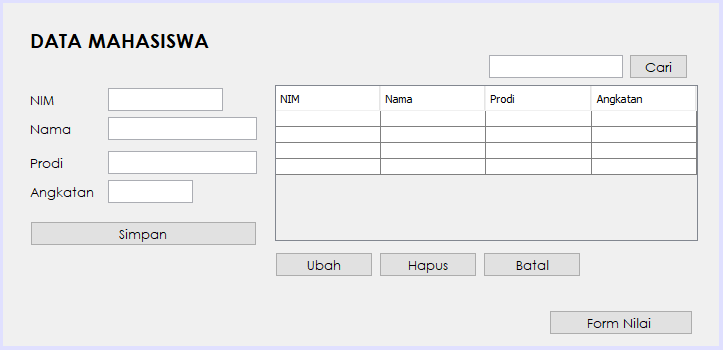 DATA MAHASISWA
Cari
NIM
Nama
Prodi
Angkatan
Simpan
NIM Nama Prodi Angkatan
Ubah Hapus Batal
Form Nilai